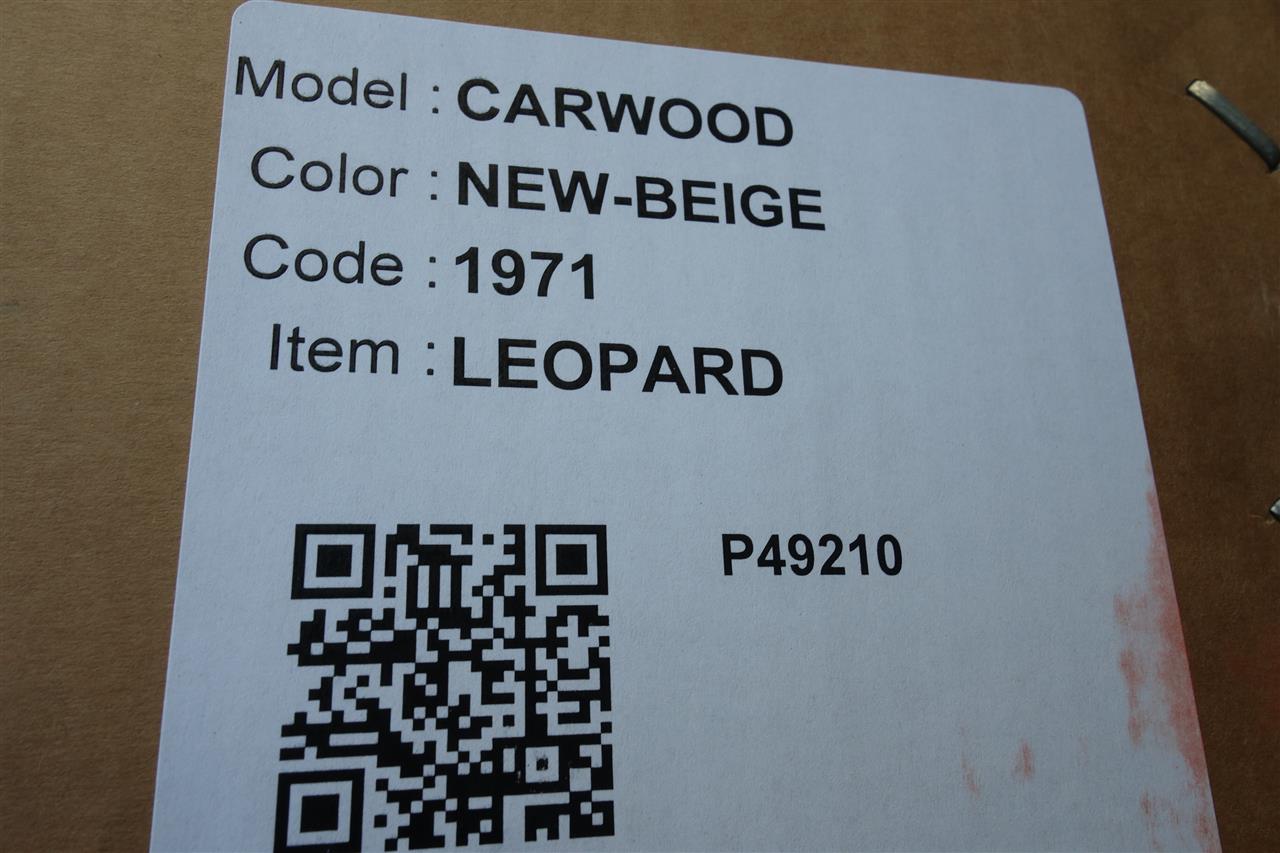 Model : CARWOOD
Color : NEW-BEIGE
Code : 1971
Item : LEOPARD
P49210